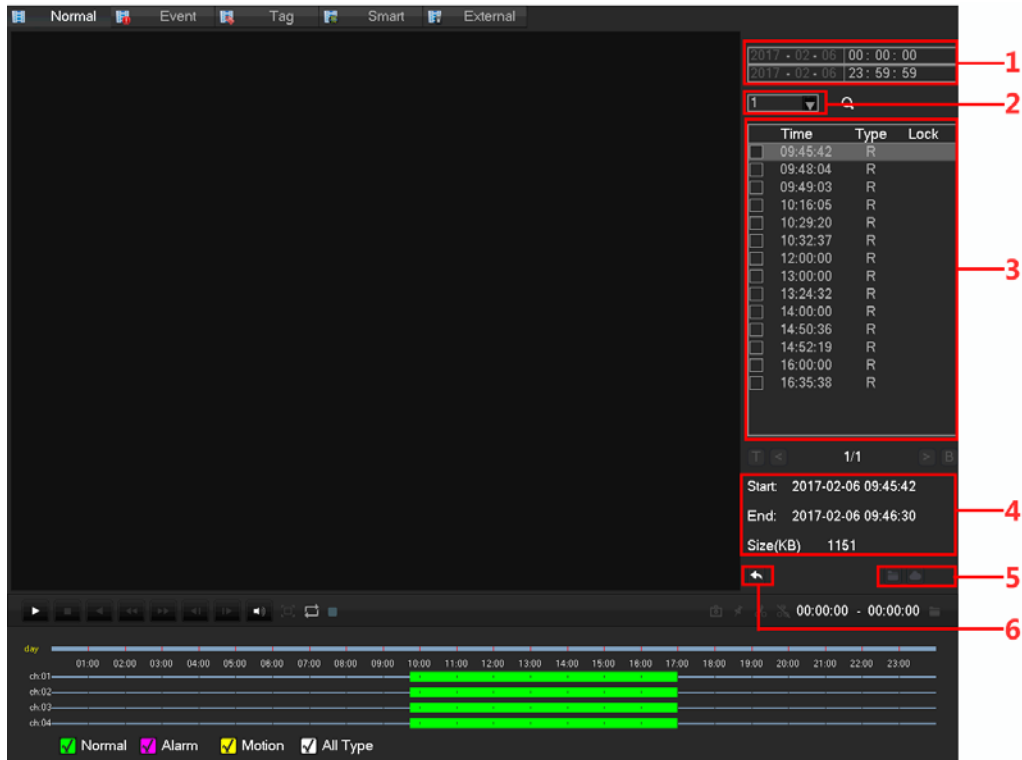 Normal Event Tag Smart External
2017 - 02 - 06 00 : 00 : 00
2017 - 02 - 06 23 : 59 : 59
1
1
2
Time Type Lock
09:45:42 R
09:48:04 R
09:49:03 R
10:16:05 R
10:29:20 R
10:32:37 R
12:00:00 R
13:00:00 R
13:24:32 R
14:00:00 R
14:50:36 R
14:52:19 R
16:00:00 R
16:35:38 R
3
T < 1/1 > B
Start: 2017-02-06 09:45:42
End: 2017-02-06 09:46:30
Size(KB) 1151
4
5
6
00:00:00 - 00:00:00
day
01:00 02:00 03:00 04:00 05:00 06:00 07:00 08:00 09:00 10:00 11:00 12:00 13:00 14:00 15:00 16:00 17:00 18:00 19:00 20:00 21:00 22:00 23:00
ch:01
ch:02
ch:03
ch:04
Normal Alarm Motion All Type